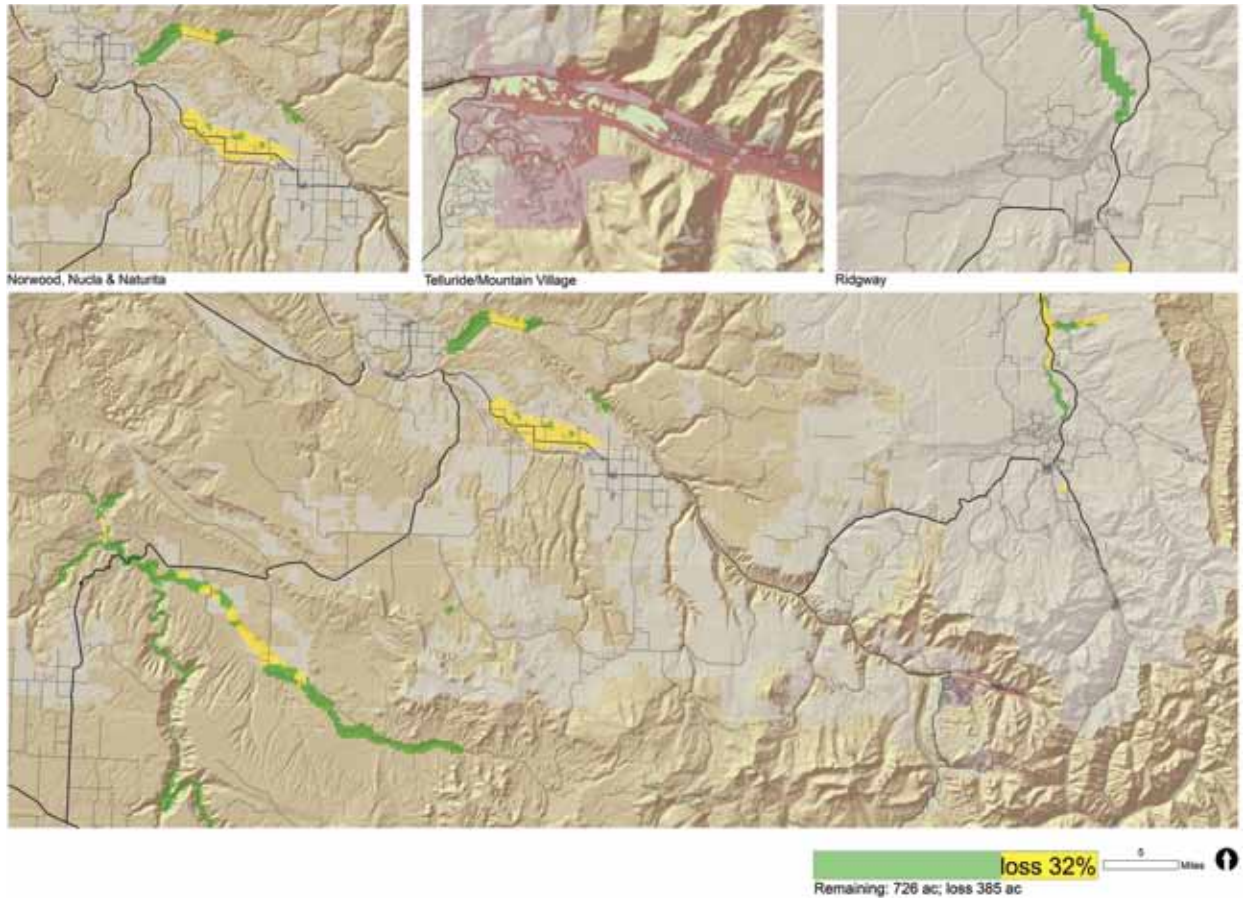 Norwood, Nucla & Naturita
Telluride/Mountain Village
Ridgway
loss 32%
5
Miles
Remaining: 726 ac; loss 385 ac